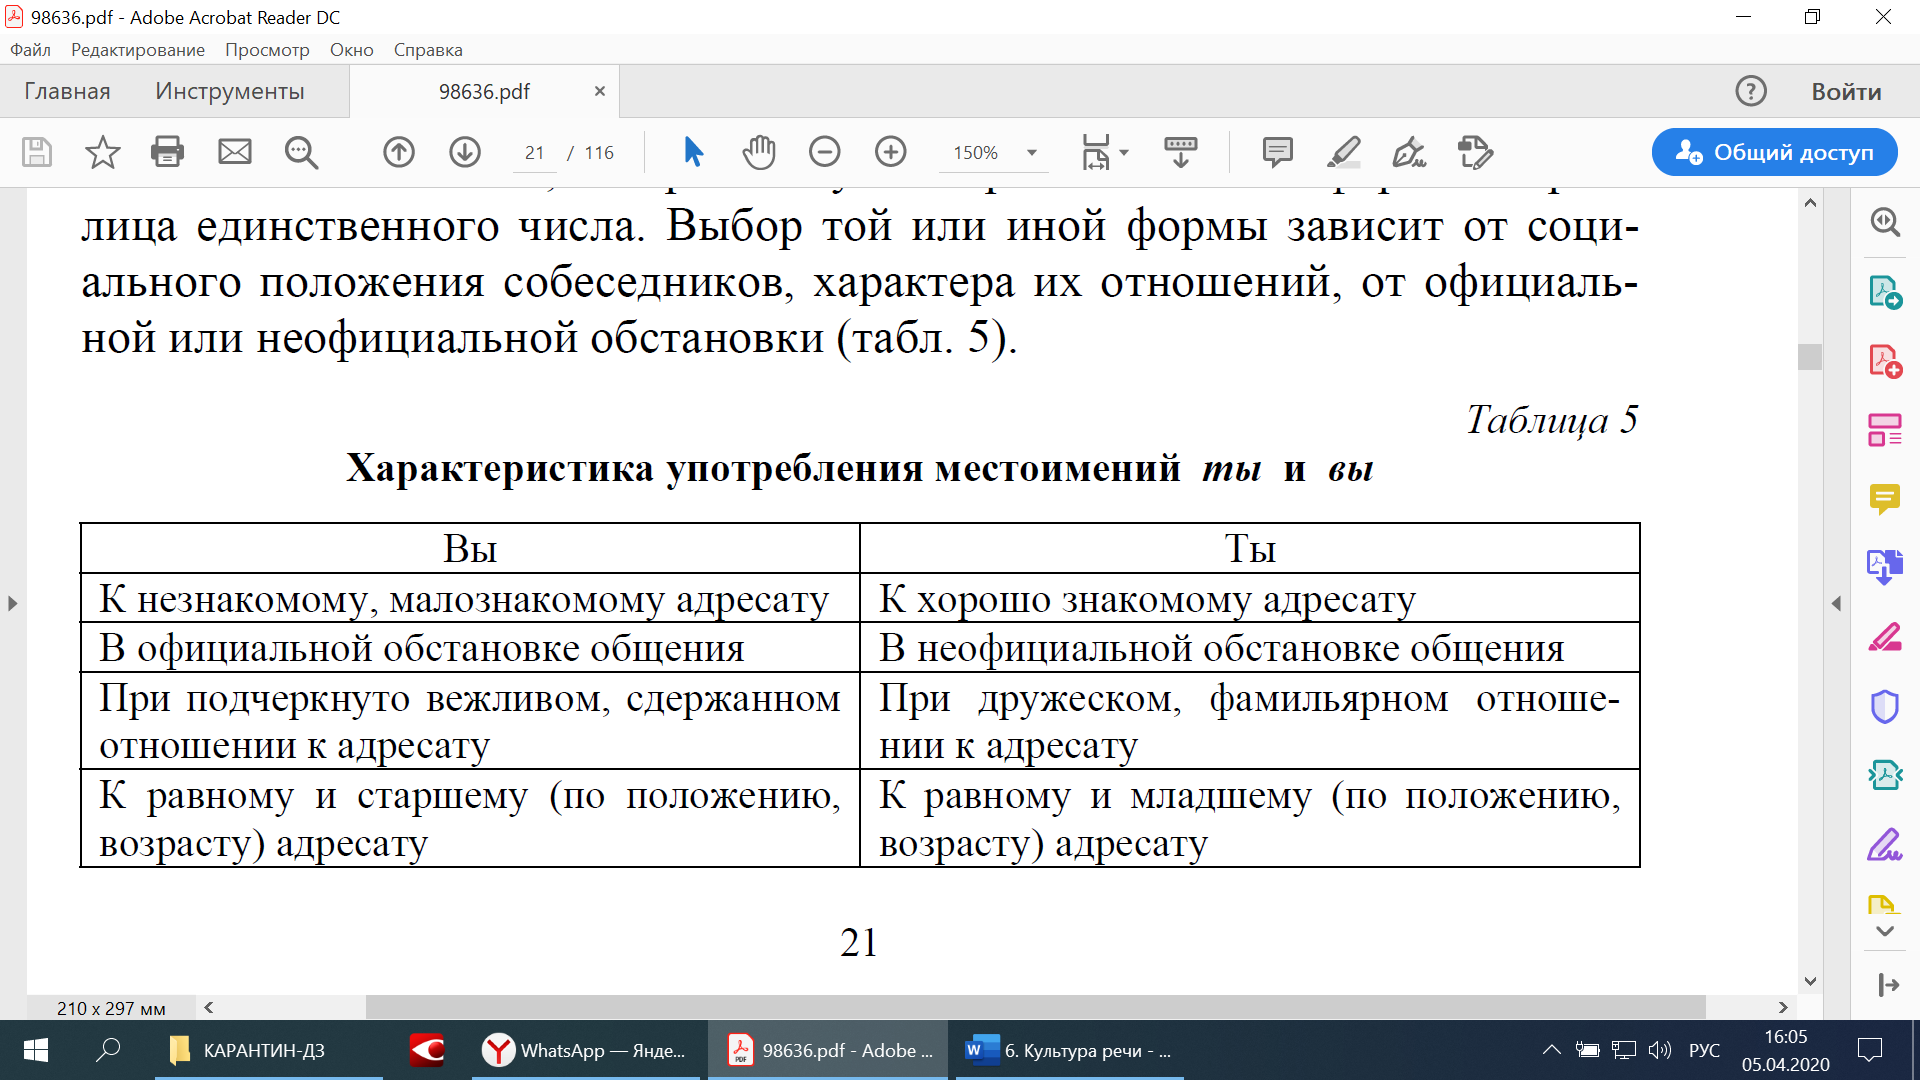 98636.pdf - Adobe Acrobat Reader DC
Файл Редактирование Просмотр Окно Справка
Главная Инструменты 98636.pdf × ? Войти
21 / 116 150% Общий доступ
лица единственного числа. Выбор той или иной формы зависит от соци-
ального положения собеседников, характера их отношений, от официаль-
ной или неофициальной обстановки (табл. 5).
Таблица 5
Характеристика употребления местоимений ты и вы
Вы Ты
К незнакомому, малознакомому адресату К хорошо знакомому адресату
В официальной обстановке общения В неофициальной обстановке общения
При подчеркнуто вежливом, сдержанном При дружеском, фамильярном отноше-
отношении к адресату нии к адресату
К равному и старшему (по положению, К равному и младшему (по положению,
возрасту) адресату возрасту) адресату
21
210 x 297 мм
КАРАНТИН-ДЗ WhatsApp — Янде... 98636.pdf - Adobe ... 6. Культура речи - ... РУС 16:05
05.04.2020